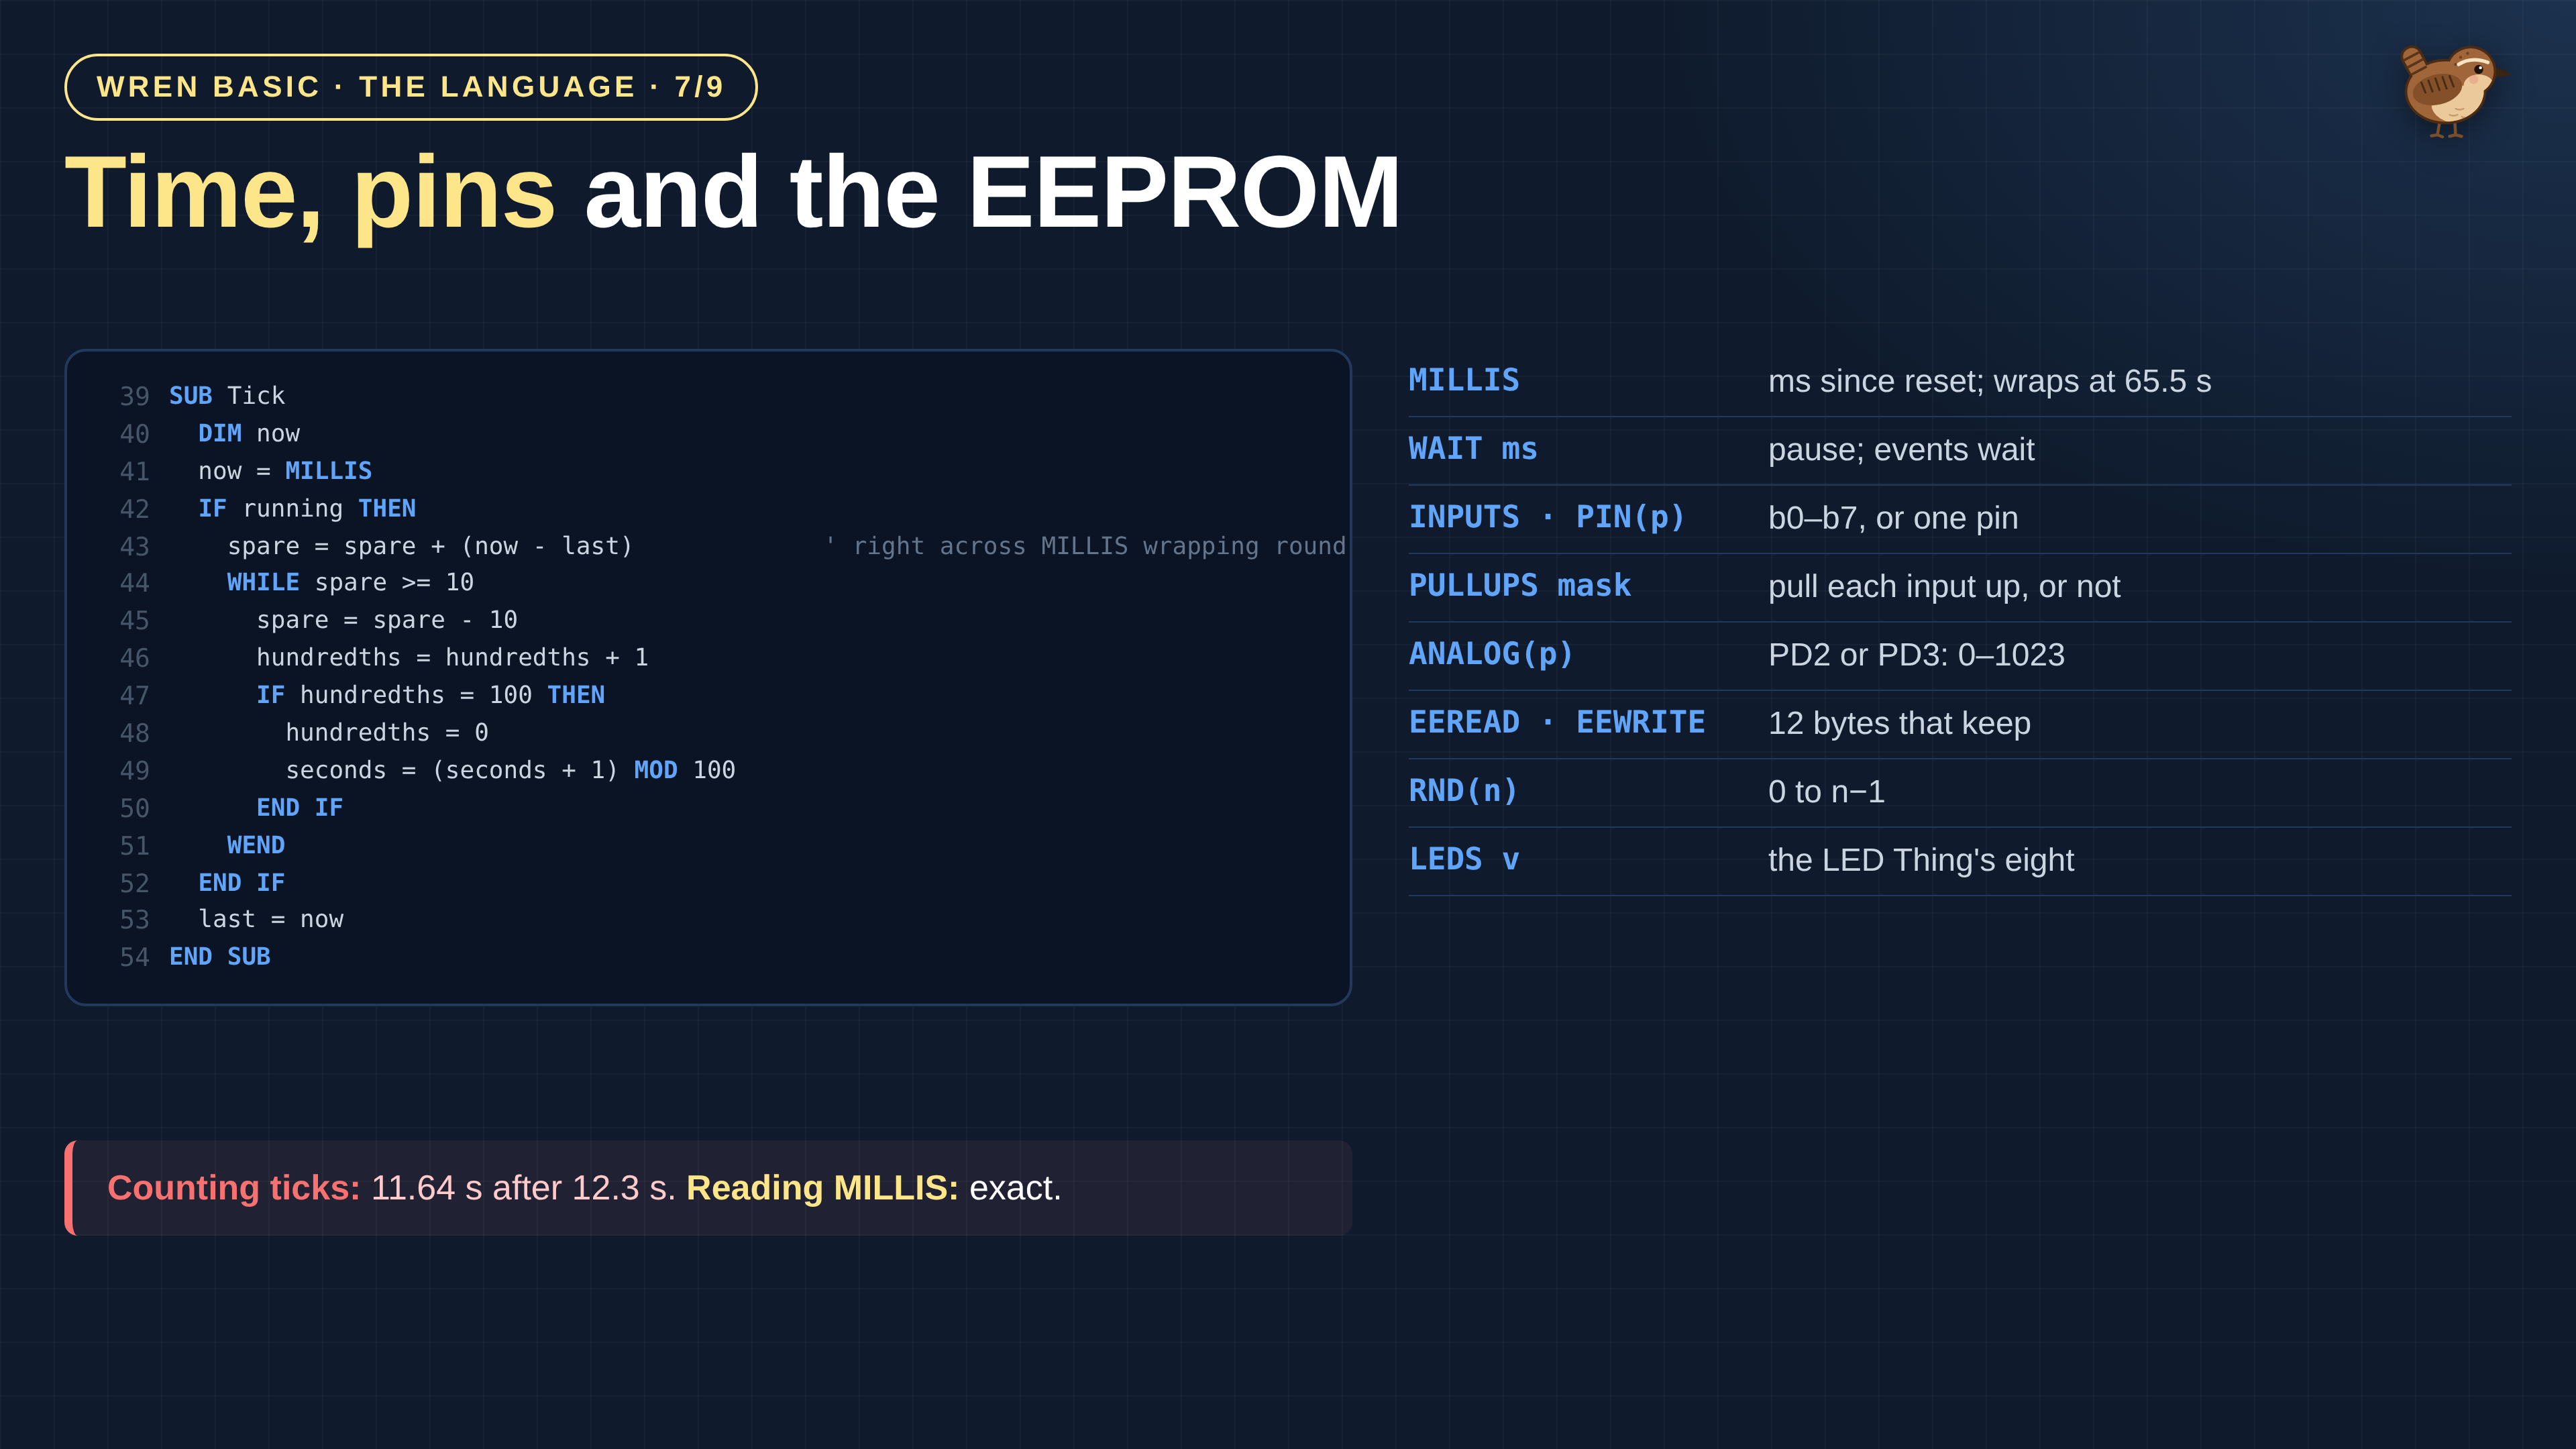 WREN BASIC · THE LANGUAGE · 7/9
Time, pins and the EEPROM
39 SUB Tick
40   DIM now
41   now = MILLIS
42   IF running THEN
43     spare = spare + (now - last)             ' right across MILLIS wrapping round
44     WHILE spare >= 10
45       spare = spare - 10
46       hundredths = hundredths + 1
47       IF hundredths = 100 THEN
48         hundredths = 0
49         seconds = (seconds + 1) MOD 100
50       END IF
51     WEND
52   END IF
53   last = now
54 END SUB
MILLIS ms since reset; wraps at 65.5 s
WAIT ms pause; events wait
INPUTS · PIN(p) b0–b7, or one pin
PULLUPS mask pull each input up, or not
ANALOG(p) PD2 or PD3: 0–1023
EEREAD · EEWRITE 12 bytes that keep
RND(n) 0 to n−1
LEDS v the LED Thing's eight
Counting ticks: 11.64 s after 12.3 s. Reading MILLIS: exact.